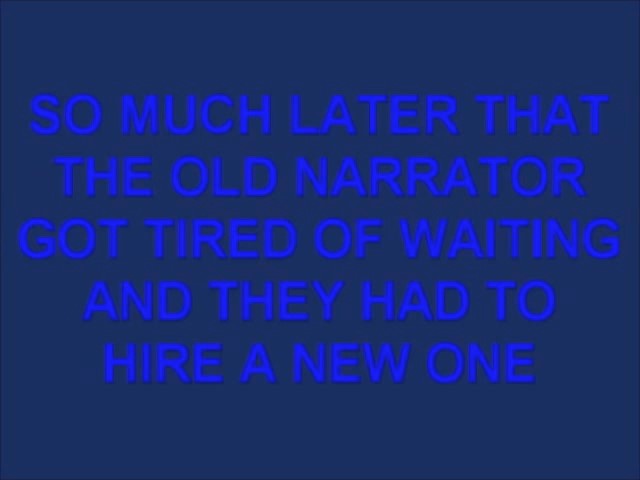 SO MUCH LATER THAT
THE OLD NARRATOR
GOT TIRED OF WAITING
AND THEY HAD TO
HIRE A NEW ONE